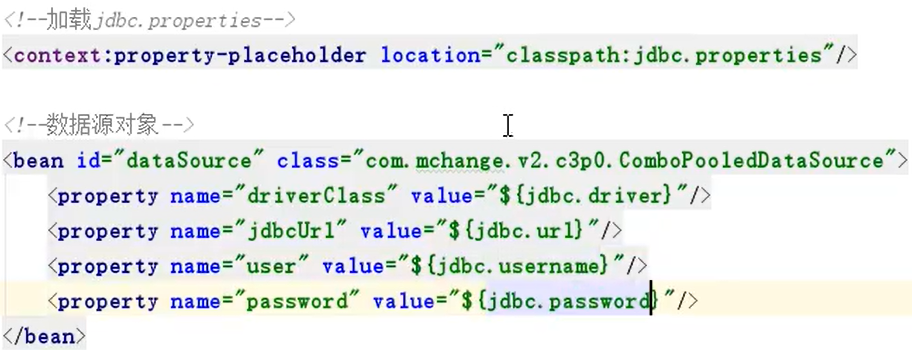 <!--加载jdbc.properties-->
<context:property-placeholder location="classpath:jdbc.properties"/>
<!--数据源对象-->
<bean id="dataSource" class="com.mchange.v2.c3p0.ComboPooledDataSource">
<property name="driverClass" value="${jdbc.driver}"/>
<property name="jdbcUrl" value="${jdbc.url}"/>
<property name="user" value="${jdbc.username}"/>
<property name="password" value="${jdbc.password}"/>
</bean>